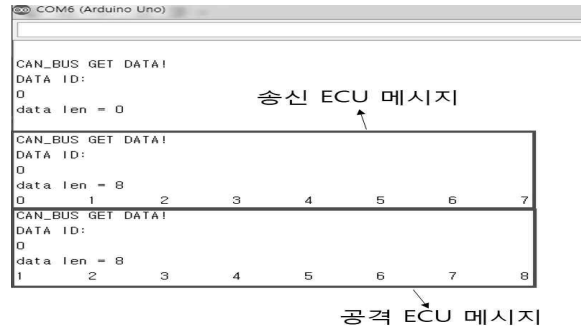 COM6 (Arduino Uno)
CAN_BUS GET DATA!
DATA ID:
0
data len = 0
송신 ECU 메시지
CAN_BUS GET DATA!
DATA ID:
0
data len = 8
0 1 2 3 4 5 6 7
CAN_BUS GET DATA!
DATA ID:
0
data len = 8
1 2 3 4 5 6 7 8
공격 ECU 메시지